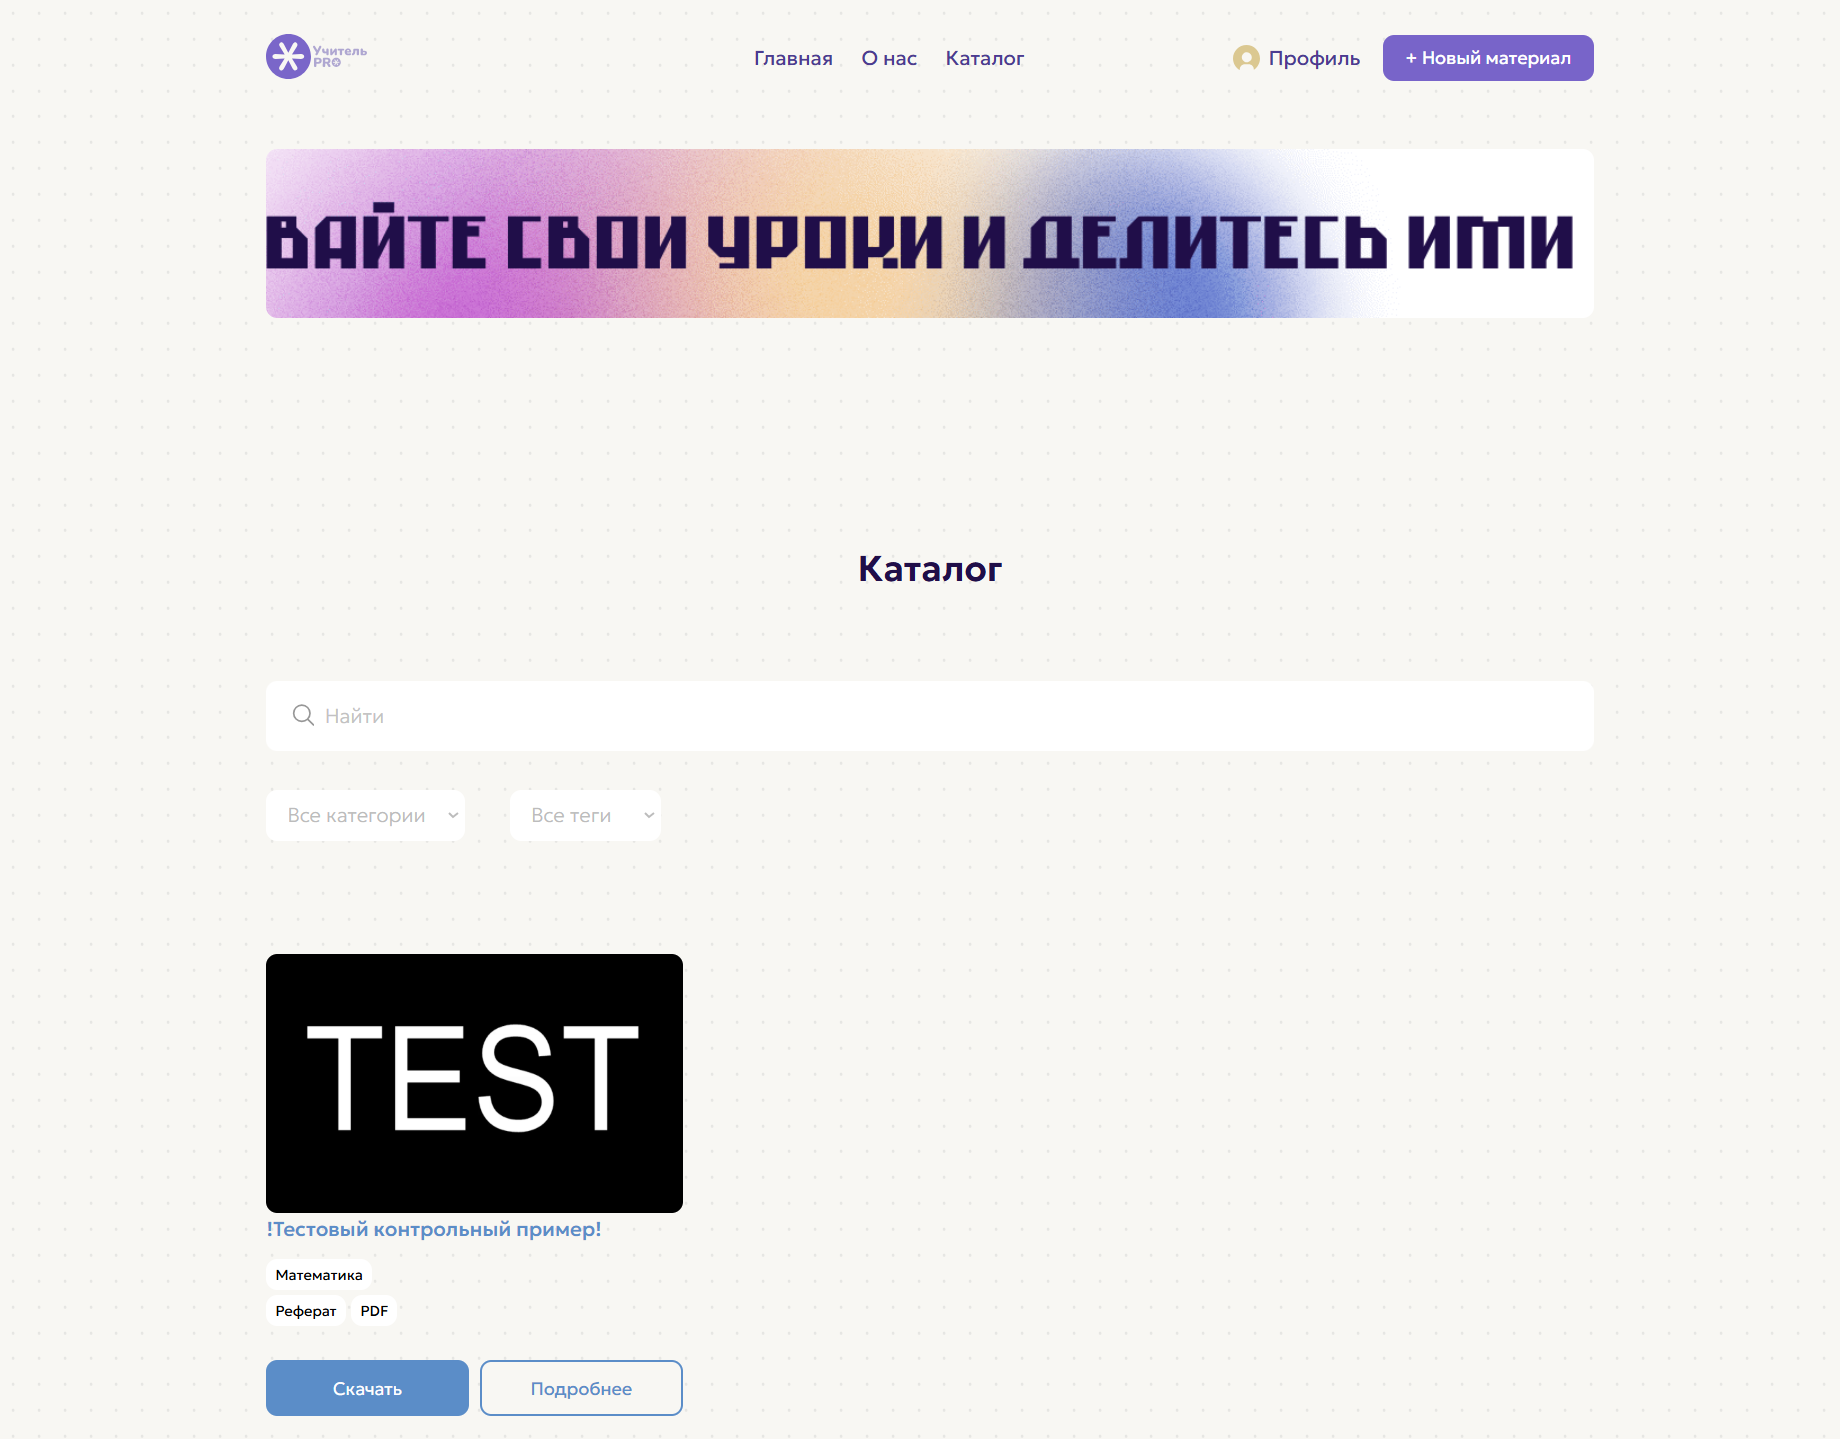 Учитель
PRO
Главная О нас Каталог
Профиль
+ Новый материал
ВАЙТЕ СВОИ УРОКИ И ДЕЛИТЕСЬ ИМИ
Каталог
Найти
Все категории
Все теги
TEST
!Тестовый контрольный пример!
Математика
Реферат PDF
Скачать
Подробнее